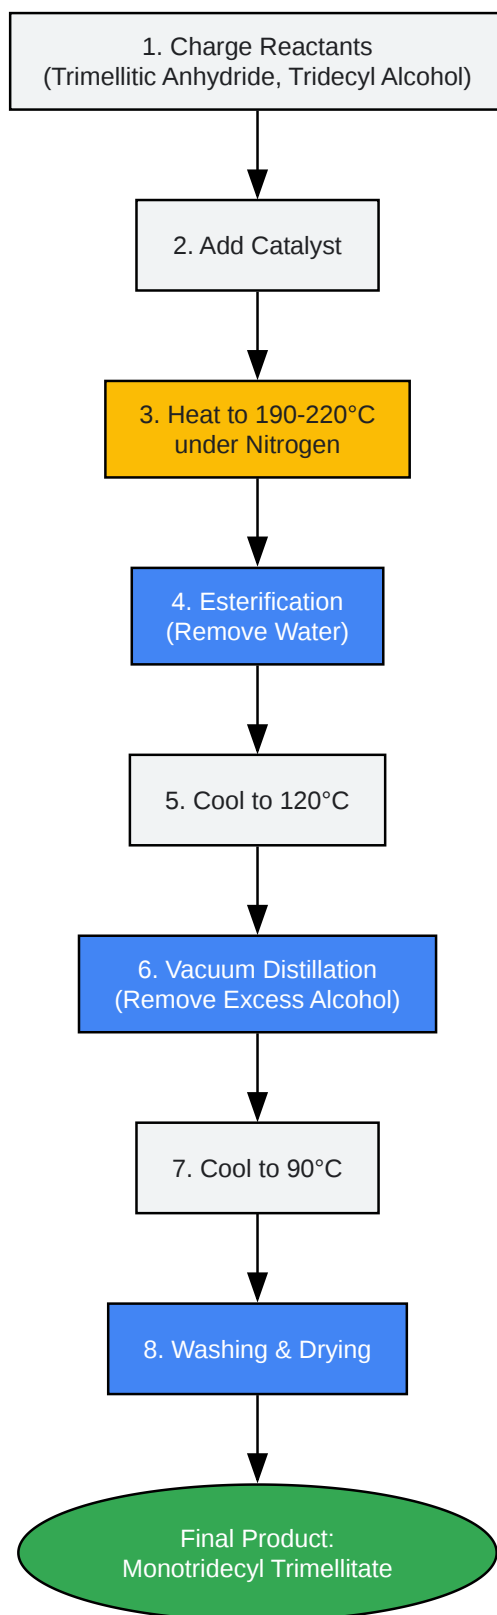 1. Charge Reactants
(Trimellitic Anhydride, Tridecyl Alcohol)
2. Add Catalyst
3. Heat to 190-220°C
under Nitrogen
4. Esterification
(Remove Water)
5. Cool to 120°C
6. Vacuum Distillation
(Remove Excess Alcohol)
7. Cool to 90°C
8. Washing & Drying
Final Product:
Monotridecyl Trimellitate